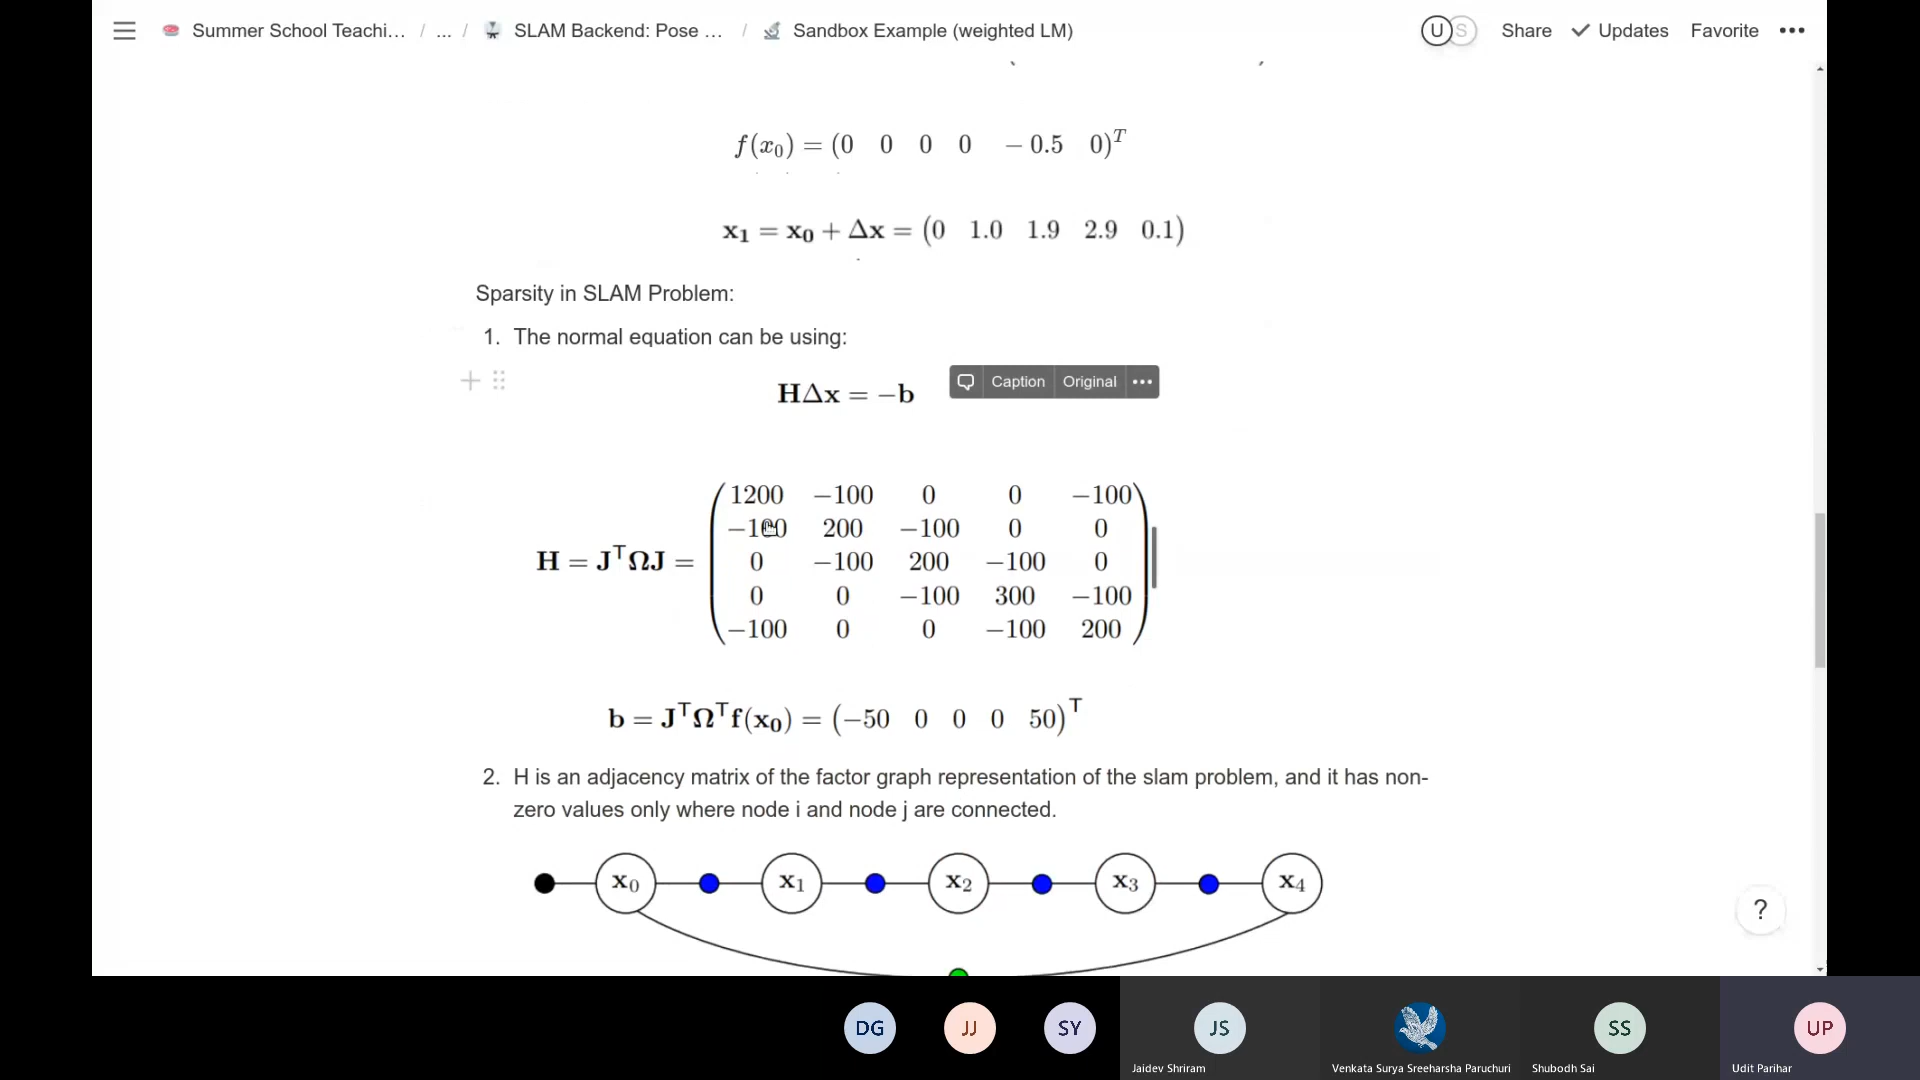 Summer School Teachi... / ... / SLAM Backend: Pose ... / Sandbox Example (weighted LM) U S Share Updates Favorite •••
f(x₀) = (0 0 0 0 − 0.5 0)ᵀ
x₁ = x₀ + Δx = (0 1.0 1.9 2.9 0.1)
Sparsity in SLAM Problem:
1. The normal equation can be using:
Caption Original •••
HΔx = −b
1200 −100 0 0 −100
−100 200 −100 0 0
H = JᵀΩJ = 0 −100 200 −100 0
0 0 −100 300 −100
−100 0 0 −100 200
b = JᵀΩᵀf(x₀) = (−50 0 0 0 50)ᵀ
2. H is an adjacency matrix of the factor graph representation of the slam problem, and it has non-
zero values only where node i and node j are connected.
x₀ x₁ x₂ x₃ x₄
?
DG JJ SY JS SS UP
Jaidev Shriram Venkata Surya Sreeharsha Paruchuri Shubodh Sai Udit Parihar